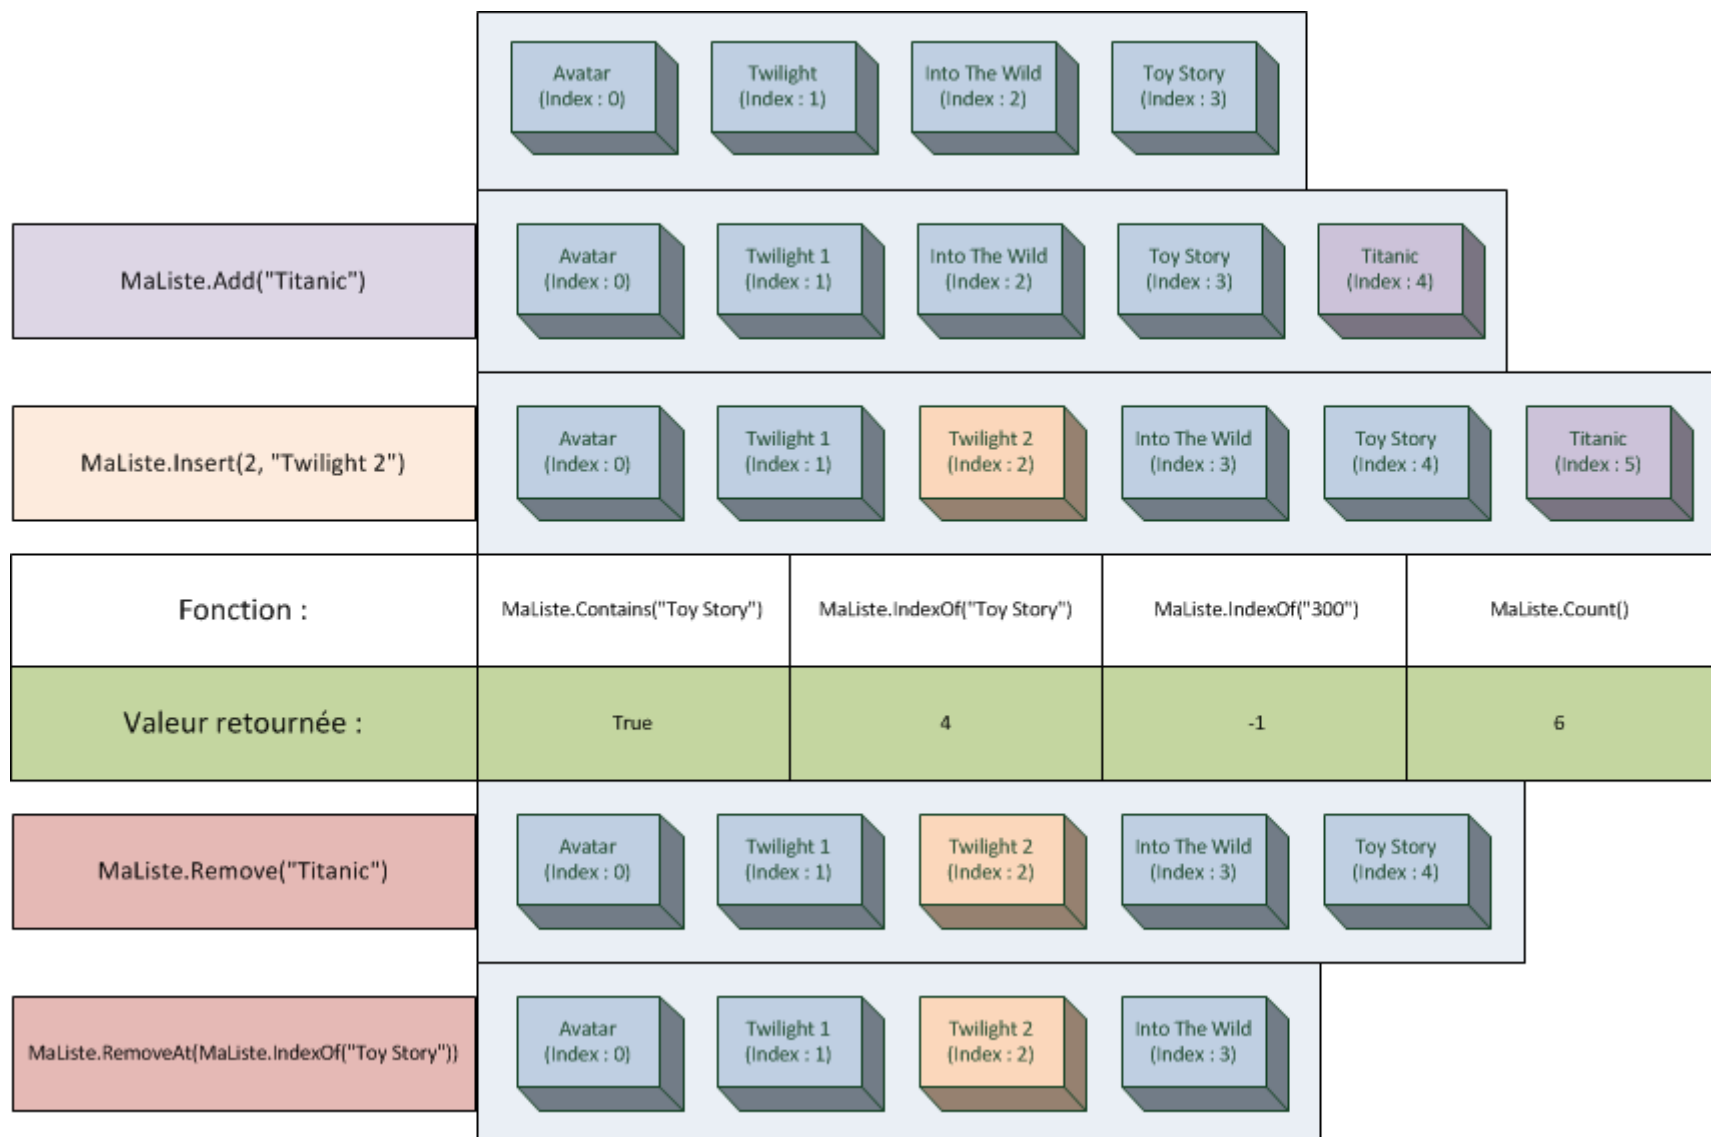 Avatar
(Index : 0)
Twilight
(Index : 1)
Into The Wild
(Index : 2)
Toy Story
(Index : 3)
MaListe.Add("Titanic")
Avatar
(Index : 0)
Twilight 1
(Index : 1)
Into The Wild
(Index : 2)
Toy Story
(Index : 3)
Titanic
(Index : 4)
MaListe.Insert(2, "Twilight 2")
Avatar
(Index : 0)
Twilight 1
(Index : 1)
Twilight 2
(Index : 2)
Into The Wild
(Index : 3)
Toy Story
(Index : 4)
Titanic
(Index : 5)
Fonction :
MaListe.Contains("Toy Story")
MaListe.IndexOf("Toy Story")
MaListe.IndexOf("300")
MaListe.Count()
Valeur retournée :
True
4
-1
6
MaListe.Remove("Titanic")
Avatar
(Index : 0)
Twilight 1
(Index : 1)
Twilight 2
(Index : 2)
Into The Wild
(Index : 3)
Toy Story
(Index : 4)
MaListe.RemoveAt(MaListe.IndexOf("Toy Story"))
Avatar
(Index : 0)
Twilight 1
(Index : 1)
Twilight 2
(Index : 2)
Into The Wild
(Index : 3)